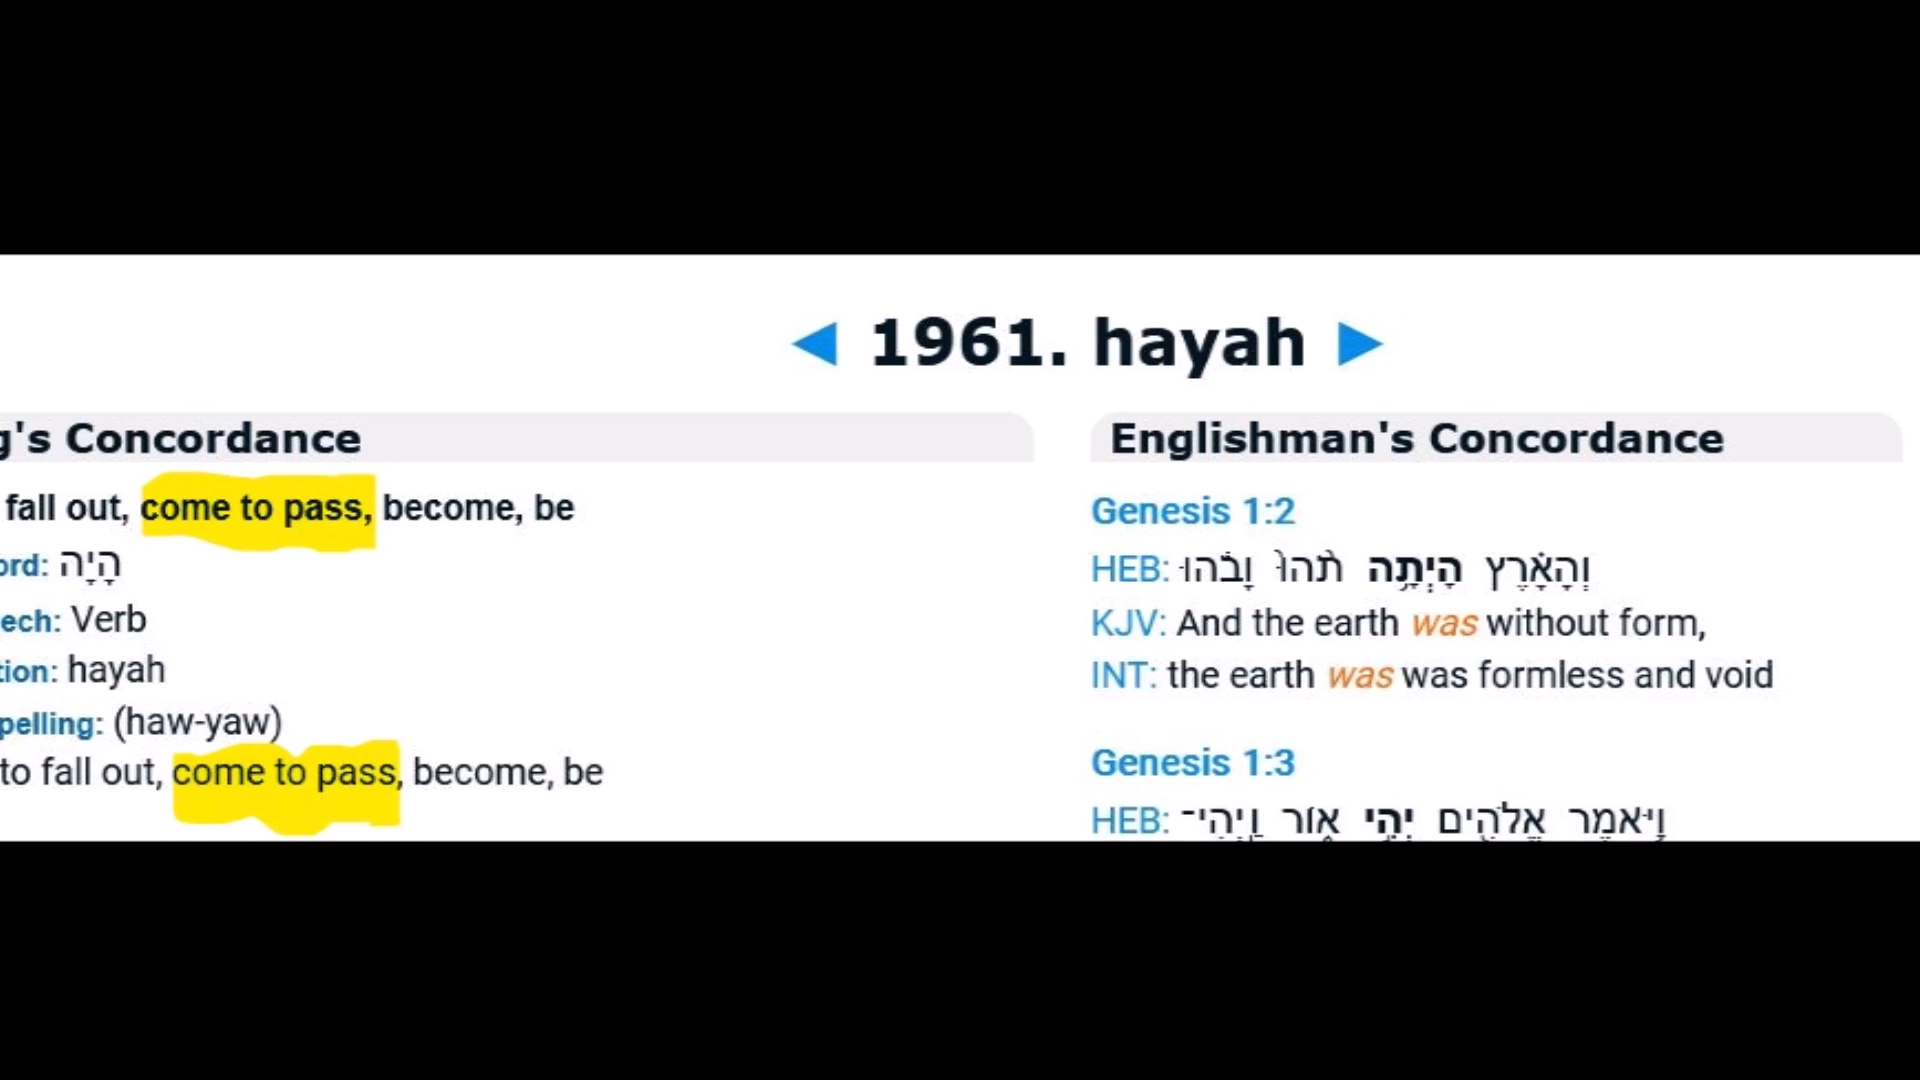 ◀ 1961. hayah ▶
g's Concordance
fall out, come to pass, become, be
ord: הָיָה
ech: Verb
tion: hayah
pelling: (haw-yaw)
to fall out, come to pass, become, be
Englishman's Concordance
Genesis 1:2
HEB: וְהָאָ֗רֶץ הָיְתָ֥ה תֹ֙הוּ֙ וָבֹ֔הוּ
KJV: And the earth was without form,
INT: the earth was was formless and void
Genesis 1:3
HEB: וַיֹּ֥אמֶר אֱלֹהִ֖ים יְהִ֣י א֑וֹר וַֽיְהִי־